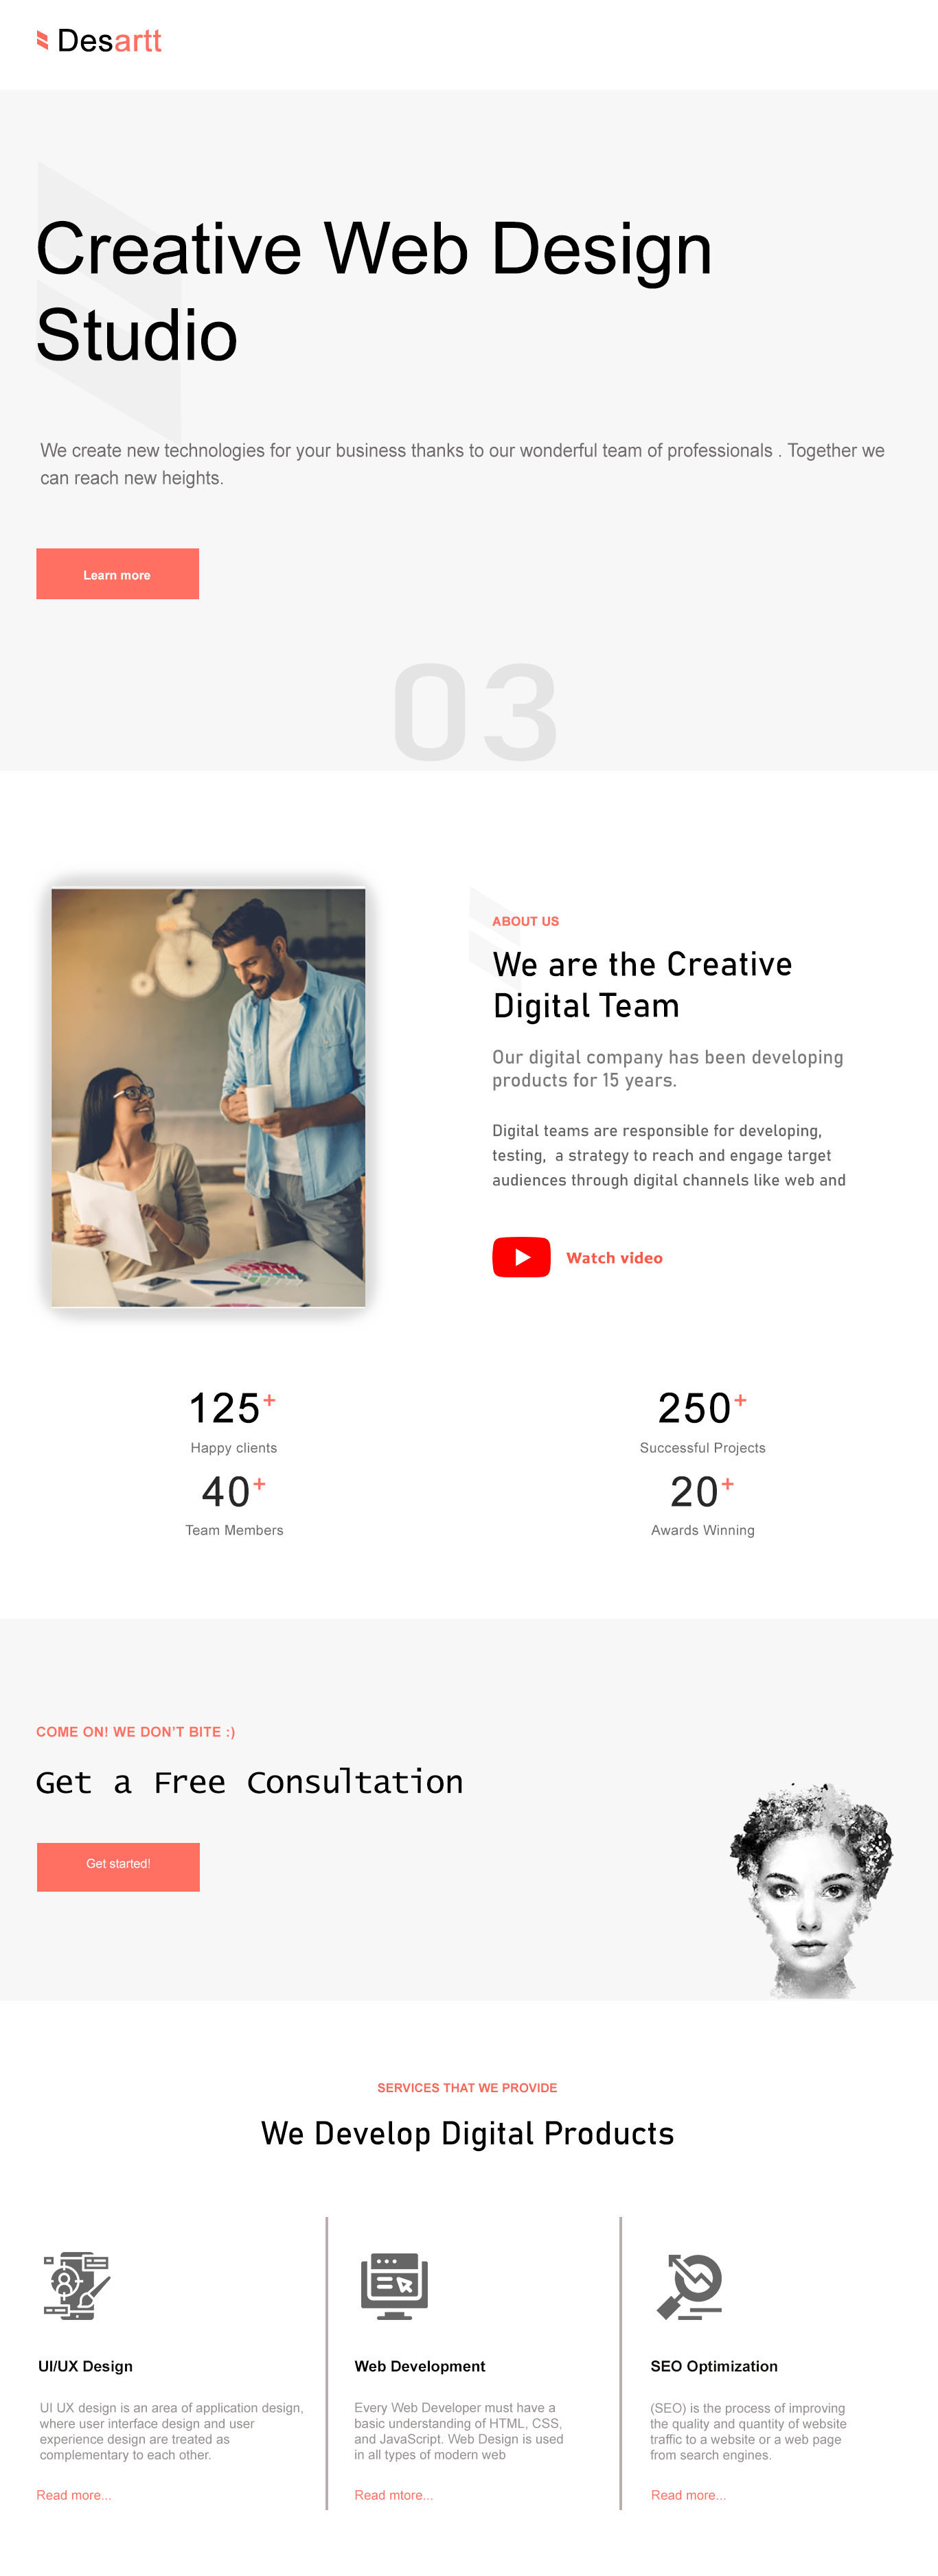 Desartt
Creative Web Design
Studio
We create new technologies for your business thanks to our wonderful team of professionals . Together we
can reach new heights.
Learn more
03
ABOUT US
We are the Creative
Digital Team
Our digital company has been developing
products for 15 years.
Digital teams are responsible for developing,
testing,  a strategy to reach and engage target
audiences through digital channels like web and
Watch video
125+
Happy clients
250+
Successful Projects
40+
Team Members
20+
Awards Winning
COME ON! WE DON'T BITE :)
Get a Free Consultation
Get started!
SERVICES THAT WE PROVIDE
We Develop Digital Products
UI/UX Design
UI UX design is an area of application design,
where user interface design and user
experience design are treated as
complementary to each other.
Read more...
Web Development
Every Web Developer must have a
basic understanding of HTML, CSS,
and JavaScript. Web Design is used
in all types of modern web
Read mtore...
SEO Optimization
(SEO) is the process of improving
the quality and quantity of website
traffic to a website or a web page
from search engines.
Read more...